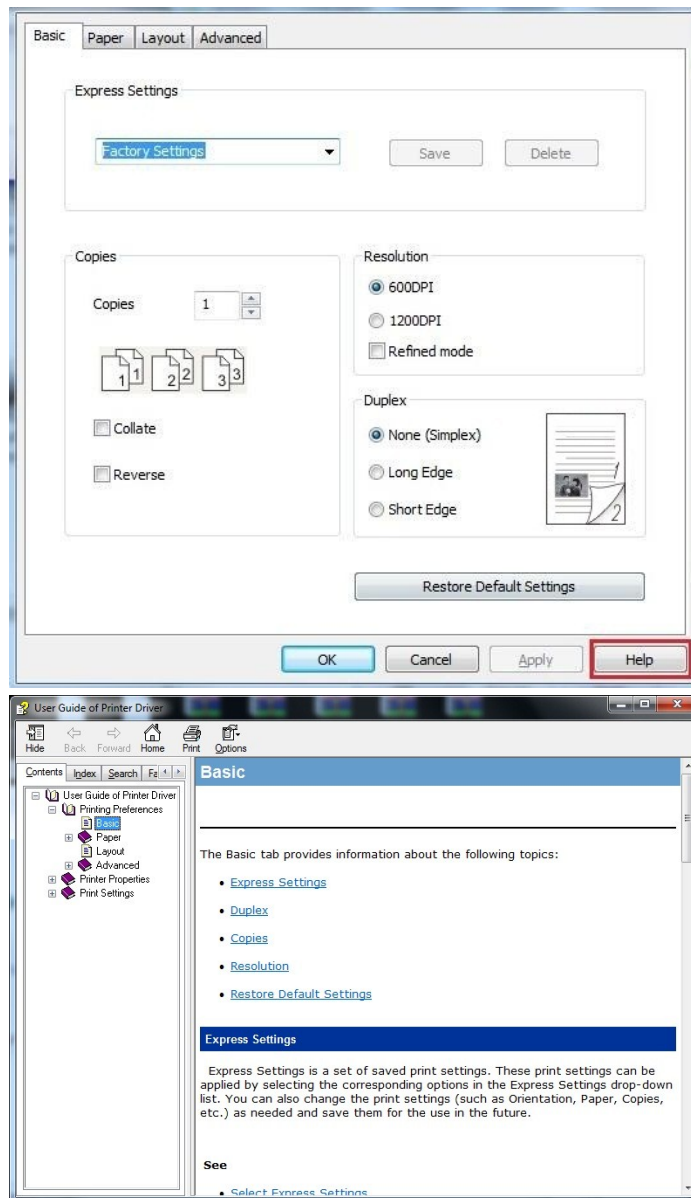 Basic Paper Layout Advanced
Express Settings
Factory Settings Save Delete
Copies
Copies 1
1 1 2 2 3 3
Collate
Reverse
Resolution
600DPI
1200DPI
Refined mode
Duplex
None (Simplex)
Long Edge
Short Edge
1
2
Restore Default Settings
OK Cancel Apply Help
User Guide of Printer Driver
Hide Back Forward Home Print Options
Contents Index Search
User Guide of Printer Driver
Printing Preferences
Basic
Paper
Layout
Advanced
Printer Properties
Print Settings
Basic
The Basic tab provides information about the following topics:
• Express Settings
• Duplex
• Copies
• Resolution
• Restore Default Settings
Express Settings
Express Settings is a set of saved print settings. These print settings can be
applied by selecting the corresponding options in the Express Settings drop-down
list. You can also change the print settings (such as Orientation, Paper, Copies,
etc.) as needed and save them for the use in the future.
See
• Select Express Settings